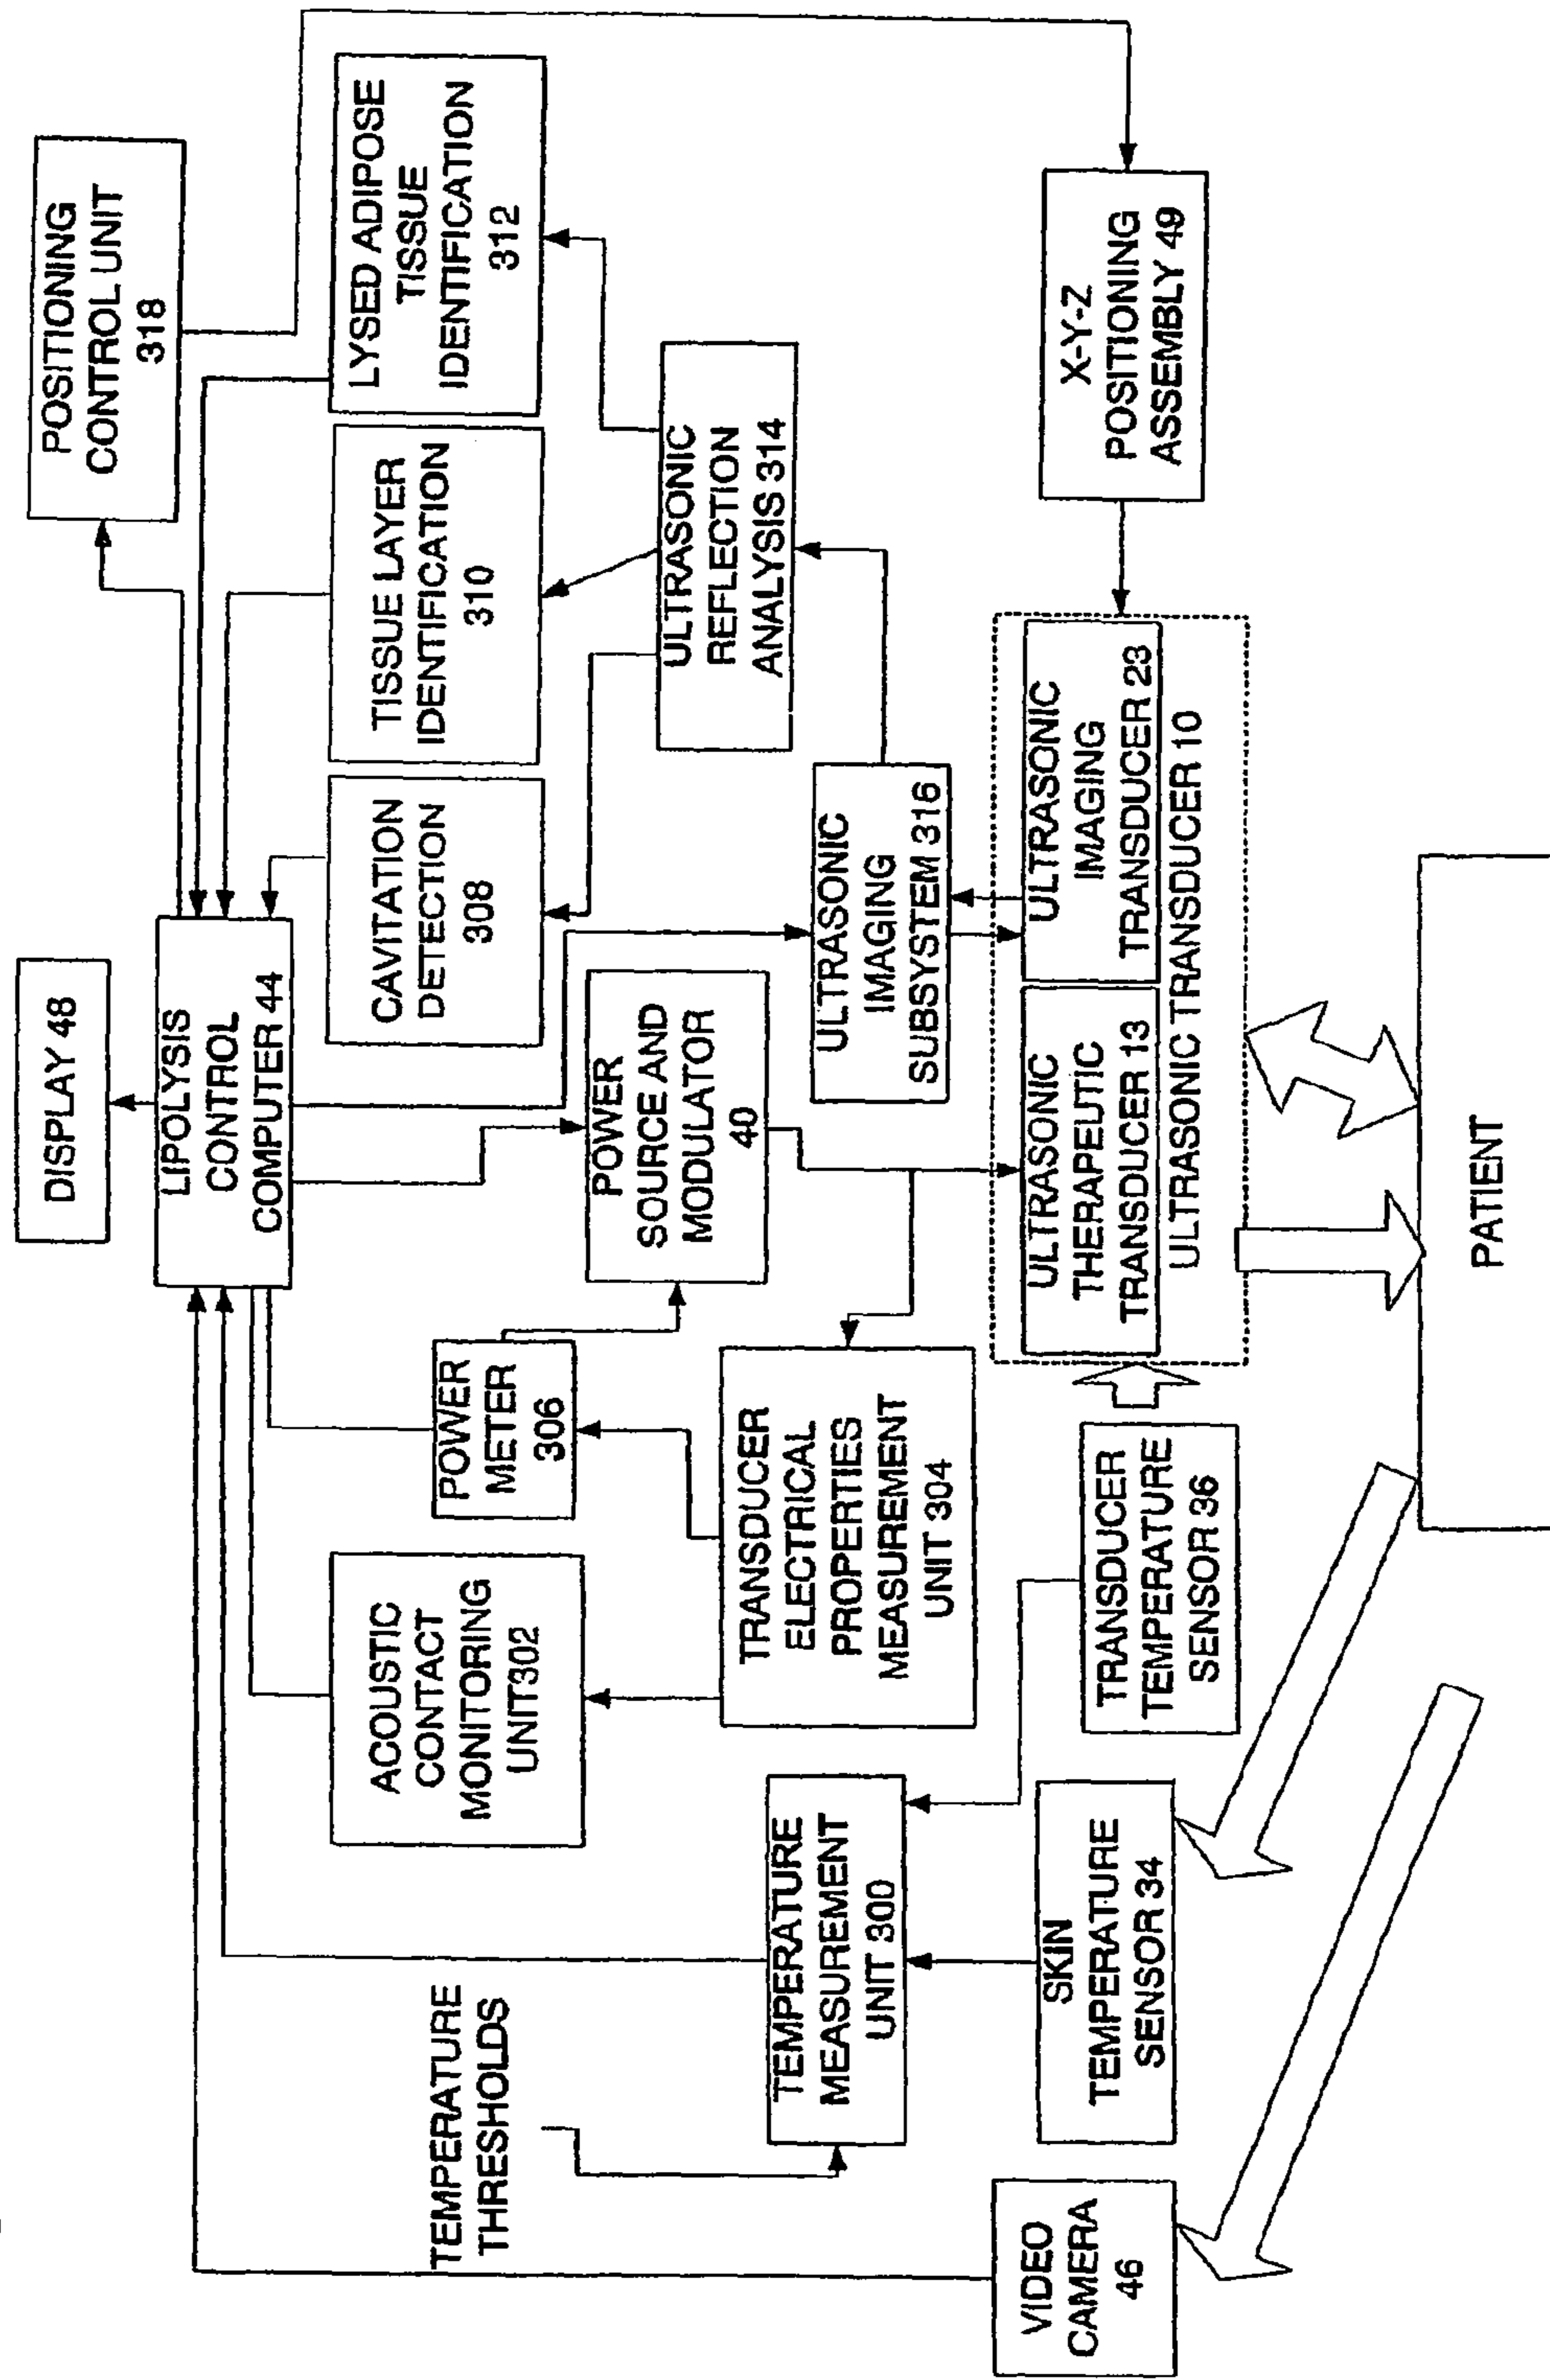 DISPLAY 48
POSITIONING
CONTROL UNIT
318
LIPOLYSIS
CONTROL
COMPUTER 44
ACOUSTIC
CONTACT
MONITORING
UNIT302
CAVITATION
DETECTION
308
TISSUE LAYER
IDENTIFICATION
310
LYSED ADIPOSE
TISSUE
IDENTIFICATION
312
TEMPERATURE
THRESHOLDS
POWER
METER
306
POWER
SOURCE AND
MODULATOR
40
ULTRASONIC
REFLECTION
ANALYSIS 314
TEMPERATURE
MEASUREMENT
UNIT 300
TRANSDUCER
ELECTRICAL
PROPERTIES
MEASUREMENT
UNIT 304
ULTRASONIC
IMAGING
SUBSYSTEM 316
VIDEO
CAMERA
46
SKIN
TEMPERATURE
SENSOR 34
TRANSDUCER
TEMPERATURE
SENSOR 36
ULTRASONIC
THERAPEUTIC
TRANSDUCER 13
ULTRASONIC
IMAGING
TRANSDUCER 23
ULTRASONIC TRANSDUCER 10
X-Y-Z
POSITIONING
ASSEMBLY 49
PATIENT